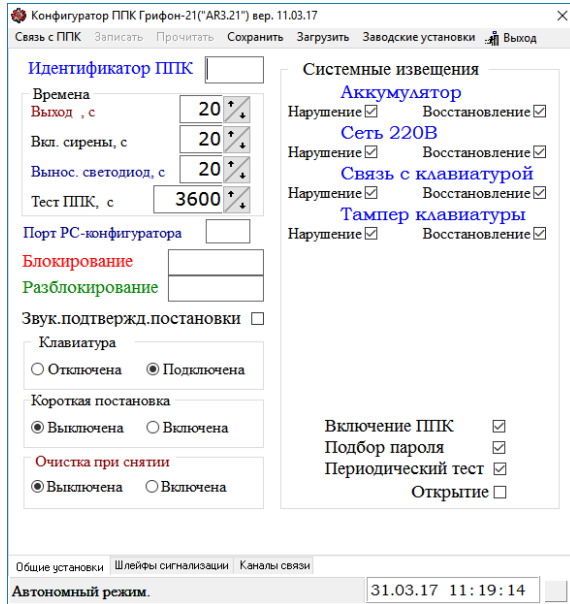 Конфигуратор ППК Грифон-21("AR3.21") вер. 11.03.17
Связь с ППК Записать Прочитать Сохранить Загрузить Заводские установки Выход
Идентификатор ППК
Времена
Выход , с 20
Вкл. сирены, с 20
Вынос. светодиод, с 20
Тест ППК, с 3600
Порт PC-конфигуратора
Блокирование
Разблокирование
Звук.подтвержд.постановки
Клавиатура
Отключена Подключена
Короткая постановка
Выключена Включена
Очистка при снятии
Выключена Включена
Системные извещения
Аккумулятор
Нарушение Восстановление
Сеть 220В
Нарушение Восстановление
Связь с клавиатурой
Нарушение Восстановление
Тампер клавиатуры
Нарушение Восстановление
Включение ППК
Подбор пароля
Периодический тест
Открытие
Общие установки Шлейфы сигнализации Каналы связи
Автономный режим. 31.03.17 11:19:14